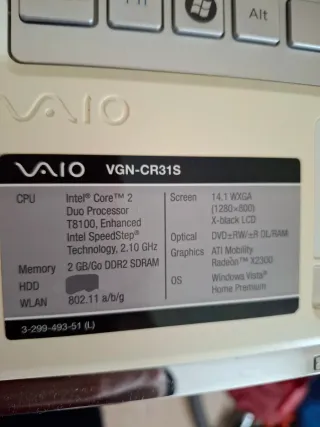 Fn
Alt
VAIO
VAIO VGN-CR31S
CPU Intel® Core™ 2
Duo Processor
T8100, Enhanced
Intel SpeedStep®
Technology, 2.10 GHz
Memory 2 GB/Go DDR2 SDRAM
HDD
WLAN 802.11 a/b/g
Screen 14.1 WXGA
(1280×800)
X-black LCD
Optical DVD±RW/±R DL/RAM
Graphics ATI Mobility
Radeon™ X2300
OS Windows Vista®
Home Premium
3-299-493-51 (L)